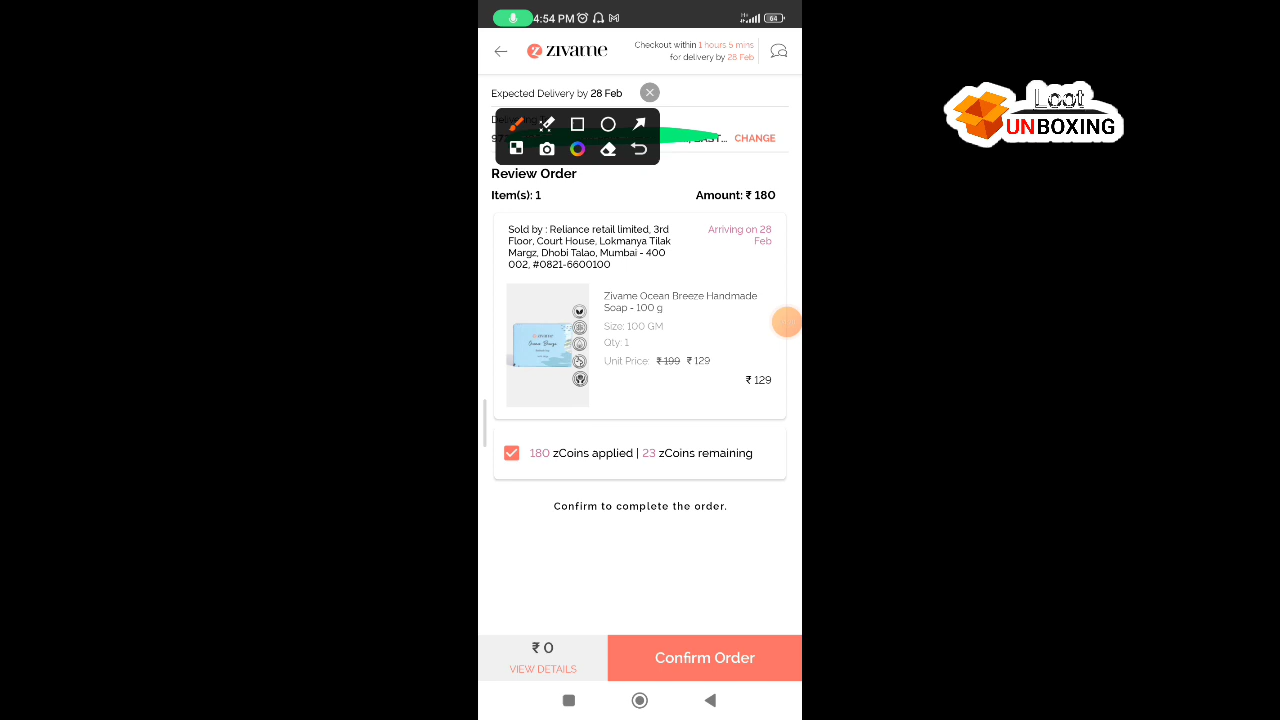 4:54 PM
64
zivame
Checkout within 1 hours 5 mins
for delivery by 28 Feb
Expected Delivery by 28 Feb
CHANGE
Review Order
Item(s): 1
Amount: ₹ 180
Sold by : Reliance retail limited, 3rd
Floor, Court House, Lokmanya Tilak
Margz, Dhobi Talao, Mumbai - 400
002, #0821-6600100
Arriving on 28
Feb
Zivame Ocean Breeze Handmade
Soap - 100 g
Size: 100 GM
Qty: 1
Unit Price: ₹ 199 ₹ 129
₹ 129
Ocean Breeze
180 zCoins applied | 23 zCoins remaining
Confirm to complete the order.
₹ 0
VIEW DETAILS
Confirm Order
Loot
UNBOXING